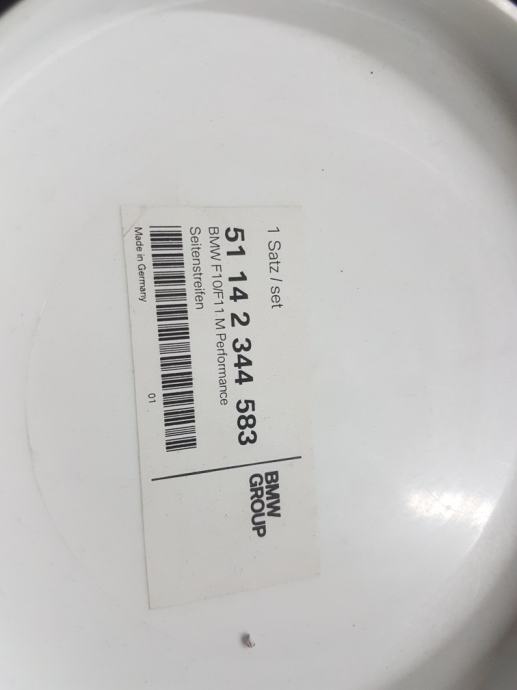 1 Satz / set
51 14 2 344 583
BMW F10/F11 M Performance
Seitenstreifen
01
Made in Germany
BMW
GROUP